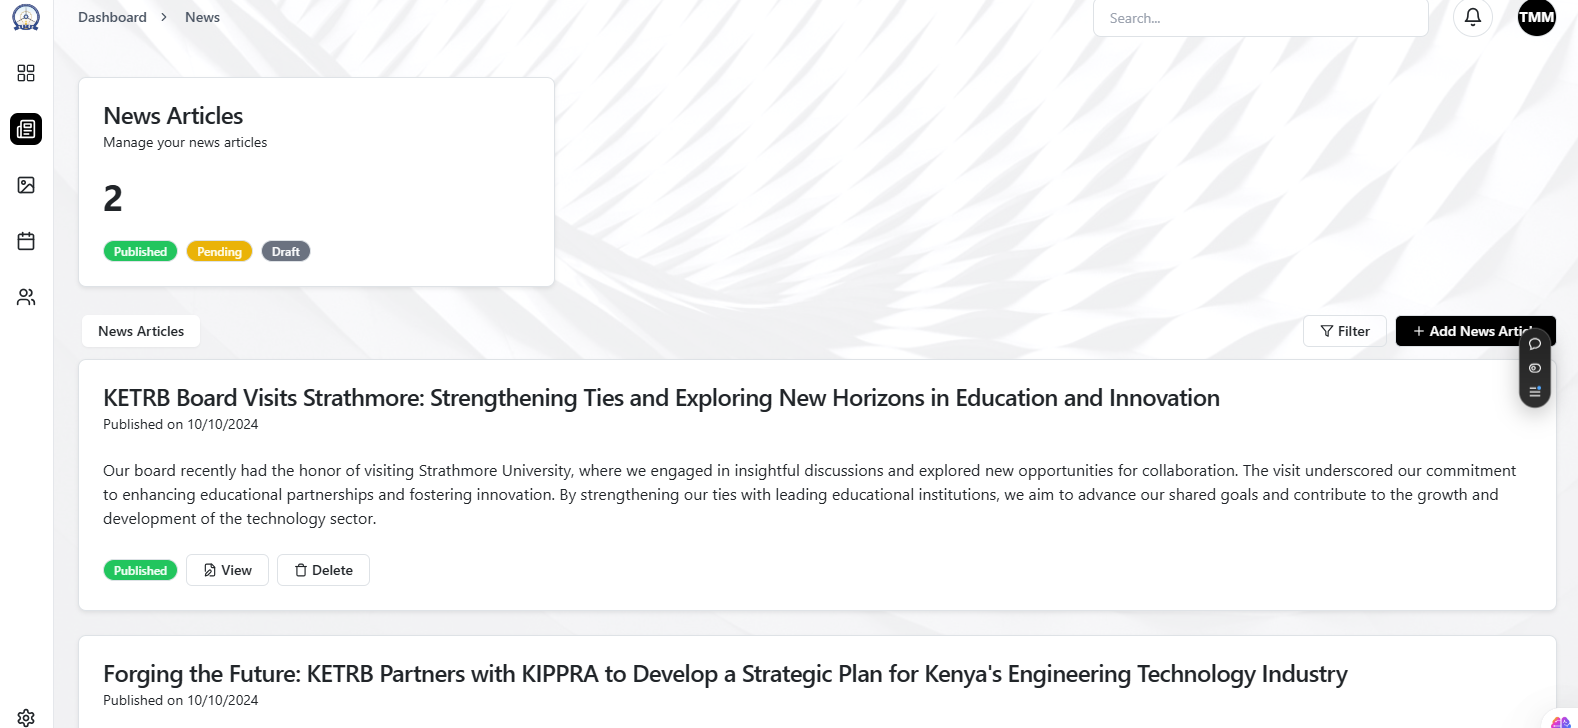 Dashboard > News
Search...
TMM
News Articles
Manage your news articles
2
Published
Pending
Draft
News Articles
Filter
+ Add News
KETRB Board Visits Strathmore: Strengthening Ties and Exploring New Horizons in Education and Innovation
Published on 10/10/2024
Our board recently had the honor of visiting Strathmore University, where we engaged in insightful discussions and explored new opportunities for collaboration. The visit underscored our commitment
to enhancing educational partnerships and fostering innovation. By strengthening our ties with leading educational institutions, we aim to advance our shared goals and contribute to the growth and
development of the technology sector.
Published
View
Delete
Forging the Future: KETRB Partners with KIPPRA to Develop a Strategic Plan for Kenya's Engineering Technology Industry
Published on 10/10/2024